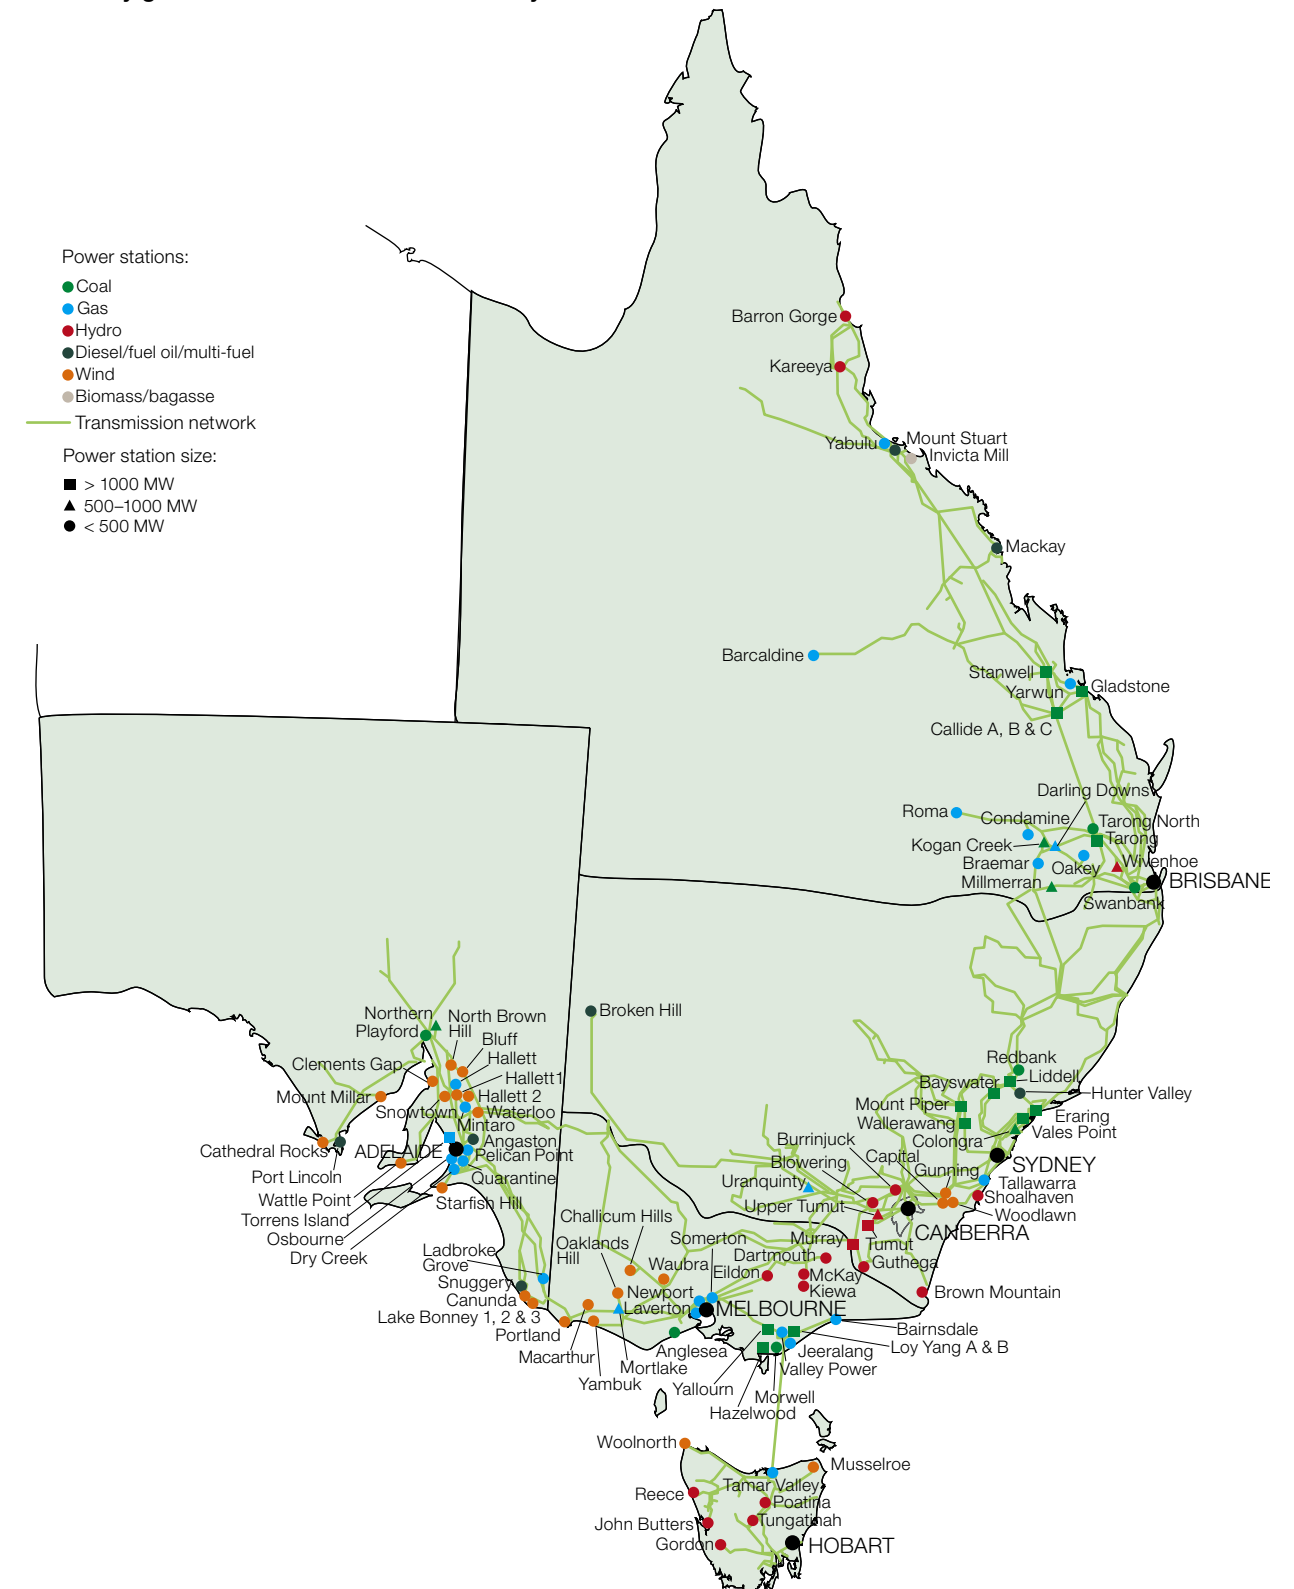 Power stations:
Coal
Gas
Hydro
Diesel/fuel oil/multi-fuel
Wind
Biomass/bagasse
Transmission network
Power station size:
> 1000 MW
500–1000 MW
< 500 MW
Barron Gorge
Kareeya
Yabulu
Mount Stuart
Invicta Mill
Mackay
Barcaldine
Stanwell
Yarwun
Gladstone
Callide A, B & C
Darling Downs
Roma
Condamine
Tarong North
Tarong
Kogan Creek
Braemar
Oakey
Wivenhoe
Millmerran
BRISBANE
Swanbank
Northern
Playford
North Brown
Hill
Broken Hill
Bluff
Clements Gap
Hallett
Hallett1
Mount Millar
Hallett 2
Snowtown
Waterloo
Mintaro
Angaston
Cathedral Rocks
ADELAIDE
Pelican Point
Port Lincoln
Quarantine
Wattle Point
Starfish Hill
Torrens Island
Osbourne
Dry Creek
Redbank
Bayswater
Liddell
Hunter Valley
Mount Piper
Eraring
Wallerawang
Vales Point
Colongra
Burrinjuck
Capital
SYDNEY
Blowering
Gunning
Tallawarra
Uranquinty
Shoalhaven
Upper Tumut
Woodlawn
CANBERRA
Challicum Hills
Somerton
Murray
Tumut
Oaklands
Hill
Dartmouth
Guthega
Ladbroke
Grove
Waubra
Eildon
McKay
Snuggery
Kiewa
Canunda
Newport
Brown Mountain
Lake Bonney 1, 2 & 3
Laverton
MELBOURNE
Portland
Bairnsdale
Macarthur
Anglesea
Jeeralang
Loy Yang A & B
Mortlake
Valley Power
Yambuk
Yallourn
Morwell
Hazelwood
Woolnorth
Musselroe
Tamar Valley
Reece
Poatina
John Butters
Tungatinah
Gordon
HOBART